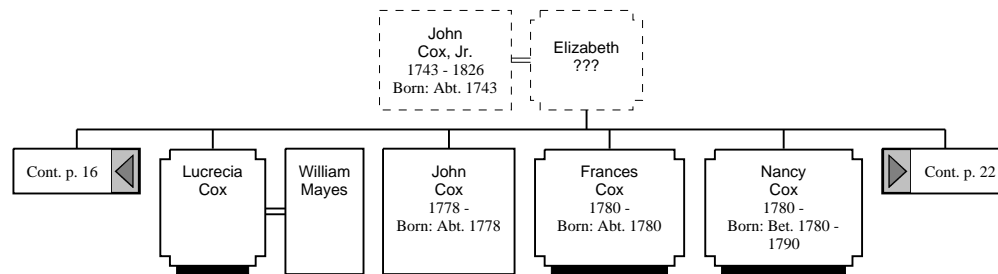 John
Cox, Jr.
1743 - 1826
Born: Abt. 1743
Elizabeth
???
Cont. p. 16
Lucrecia
Cox
William
Mayes
John
Cox
1778 -
Born: Abt. 1778
Frances
Cox
1780 -
Born: Abt. 1780
Nancy
Cox
1780 -
Born: Bet. 1780 -
1790
Cont. p. 22